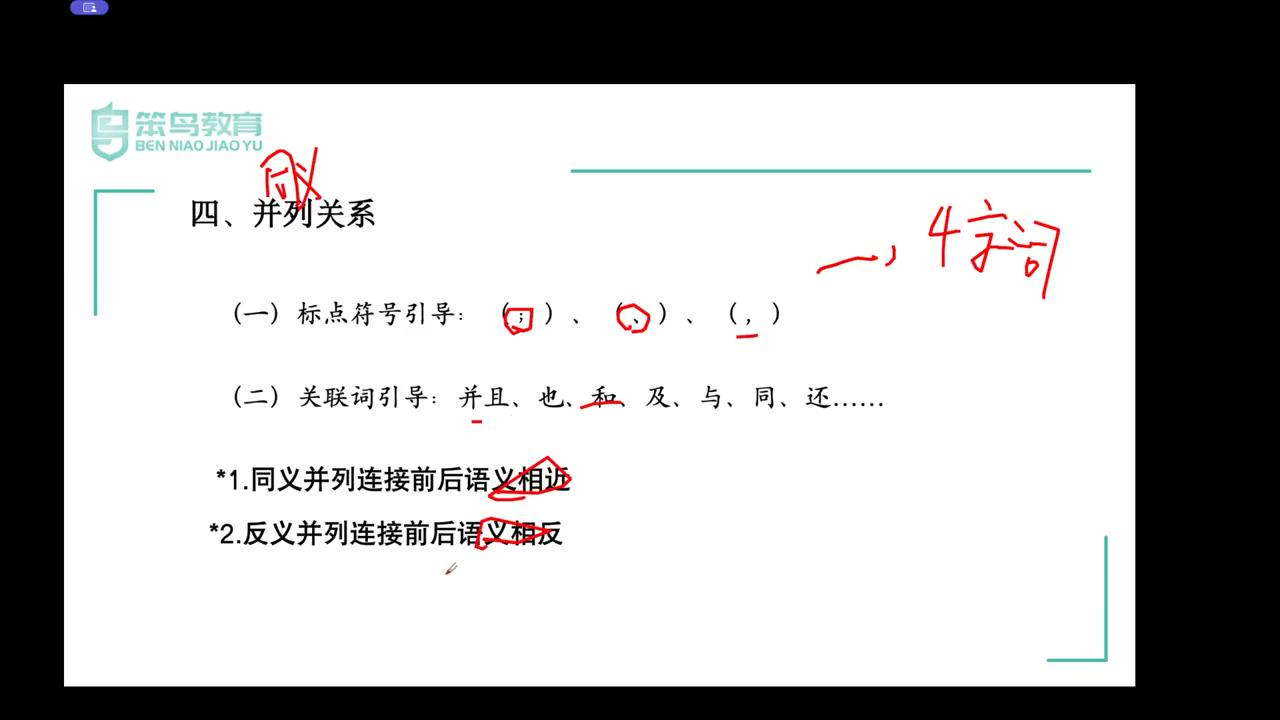 笨鸟教育
BEN NIAO JIAO YU
同义
四、并列关系
一，4字词
（一）标点符号引导：（；）、（、）、（，）
（二）关联词引导：并且、也、和、及、与、同、还……
*1.同义并列连接前后语义相近
*2.反义并列连接前后语义相反